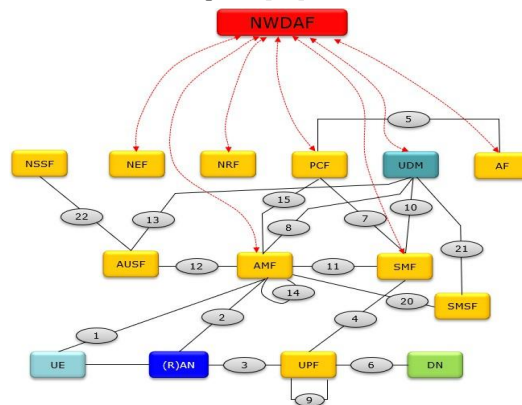 NWDAF
5
NSSF
NEF
NRF
PCF
UDM
AF
22
13
15
8
7
10
21
AUSF
12
AMF
11
SMF
14
20
SMSF
1
2
4
UE
(R)AN
3
UPF
6
DN
9